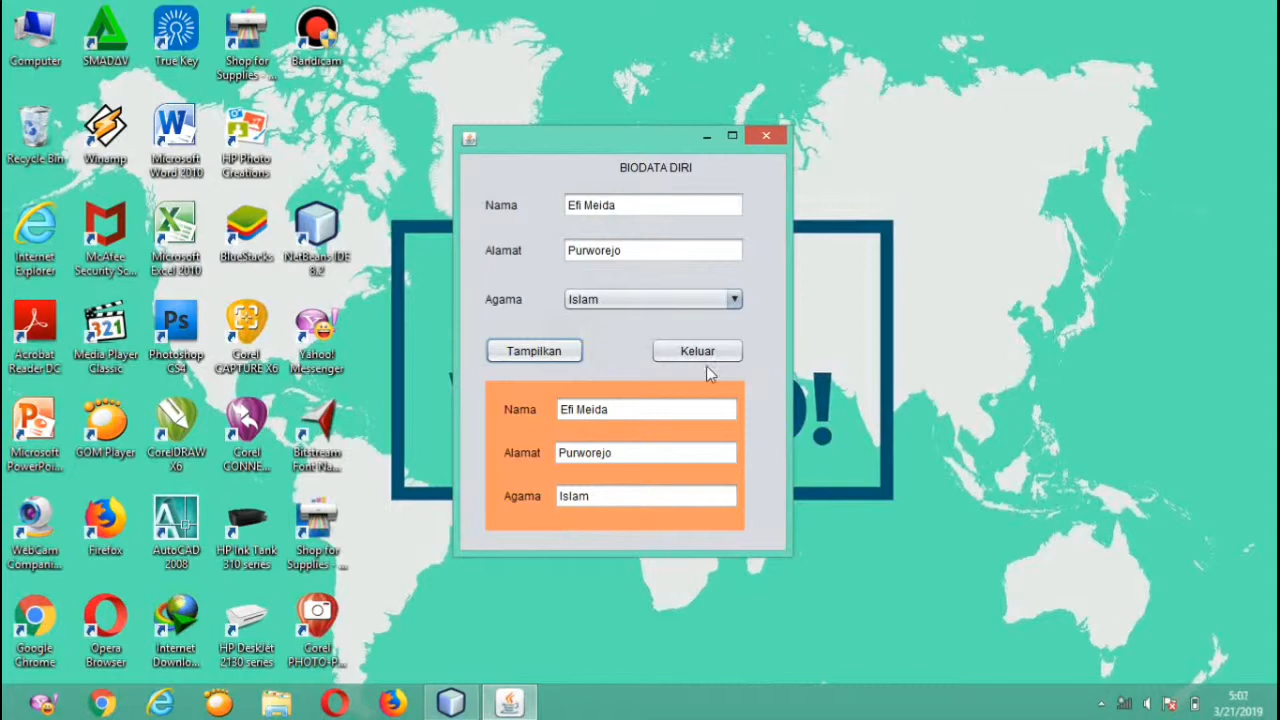 Computer
SMADΔV
True Key
Shop for
Supplies - ...
Bandicam
Recycle Bin
Winamp
Microsoft
Word 2010
HP Photo
Creations
Internet
Explorer
McAfee
Security Sc...
Microsoft
Excel 2010
BlueStacks
NetBeans IDE
8.2
Acrobat
Reader DC
Media Player
Classic
Photoshop
CS4
Corel
CAPTURE X6
Yahoo!
Messenger
Microsoft
PowerPoi...
GOM Player
CorelDRAW
X6
Corel
CONNE...
Bitstream
Font Na...
WebCam
Compani...
Firefox
AutoCAD
2008
HP Ink Tank
310 series
Shop for
Supplies - ...
Google
Chrome
Opera
Browser
Internet
Downlo...
HP DeskJet
2130 series
Corel
PHOTO-P...
BIODATA DIRI
Nama Efi Meida
Alamat Purworejo
Agama Islam
Tampilkan Keluar
Nama Efi Meida
Alamat Purworejo
Agama Islam
5:07
3/21/2019